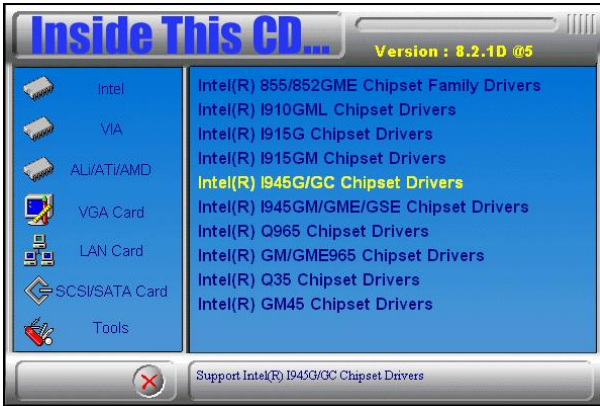 Inside This CD...
Version : 8.2.1D @5
Intel
VIA
ALi/ATi/AMD
VGA Card
LAN Card
SCSI/SATA Card
Tools
Intel(R) 855/852GME Chipset Family Drivers
Intel(R) I910GML Chipset Drivers
Intel(R) I915G Chipset Drivers
Intel(R) I915GM Chipset Drivers
Intel(R) I945G/GC Chipset Drivers
Intel(R) I945GM/GME/GSE Chipset Drivers
Intel(R) Q965 Chipset Drivers
Intel(R) GM/GME965 Chipset Drivers
Intel(R) Q35 Chipset Drivers
Intel(R) GM45 Chipset Drivers
Support Intel(R) I945G/GC Chipset Drivers